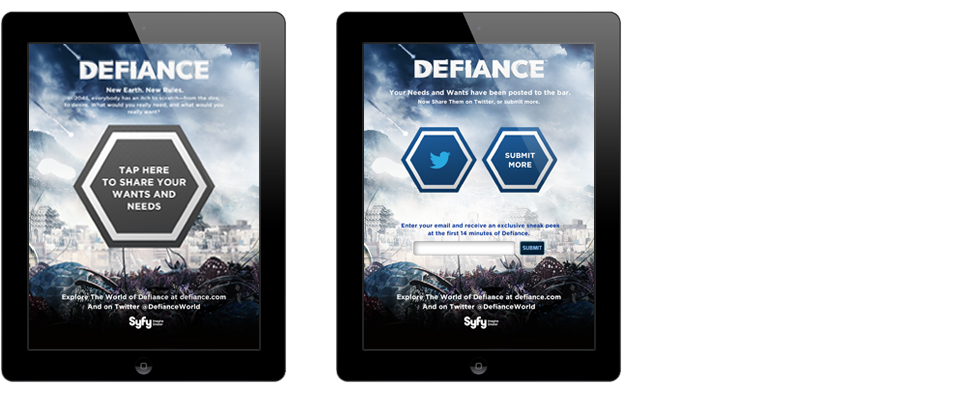 DEFIANCE
New Earth. New Rules.
In 2046, everybody has an itch to scratch—from the dire,
to desire. What would you really need, and what would you
really want?
TAP HERE
TO SHARE YOUR
WANTS AND
NEEDS
Explore The World of Defiance at defiance.com
And on Twitter @DefianceWorld
Syfy
Imagine
Greater
DEFIANCE
Your Needs and Wants have been posted to the bar.
Now Share Them on Twitter, or submit more.
SUBMIT
MORE
Enter your email and receive an exclusive sneak peek
at the first 14 minutes of Defiance.
SUBMIT
Explore The World of Defiance at defiance.com
And on Twitter @DefianceWorld
Syfy
Imagine
Greater